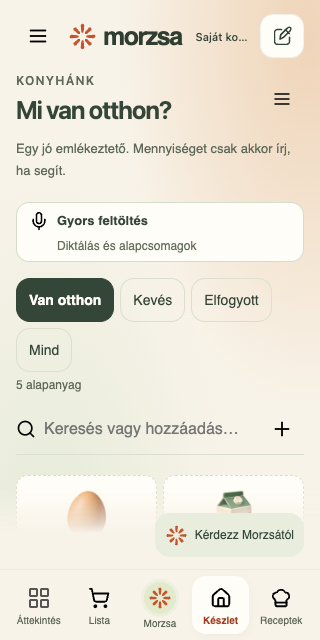 morzsa
Saját ko...
KONYHÁNK
Mi van otthon?
Egy jó emlékeztető. Mennyiséget csak akkor írj,
ha segít.
Gyors feltöltés
Diktálás és alapcsomagok
Van otthon
Kevés
Elfogyott
Mind
5 alapanyag
Keresés vagy hozzáadás…
Kérdezz Morzsától
Áttekintés
Lista
Morzsa
Készlet
Receptek